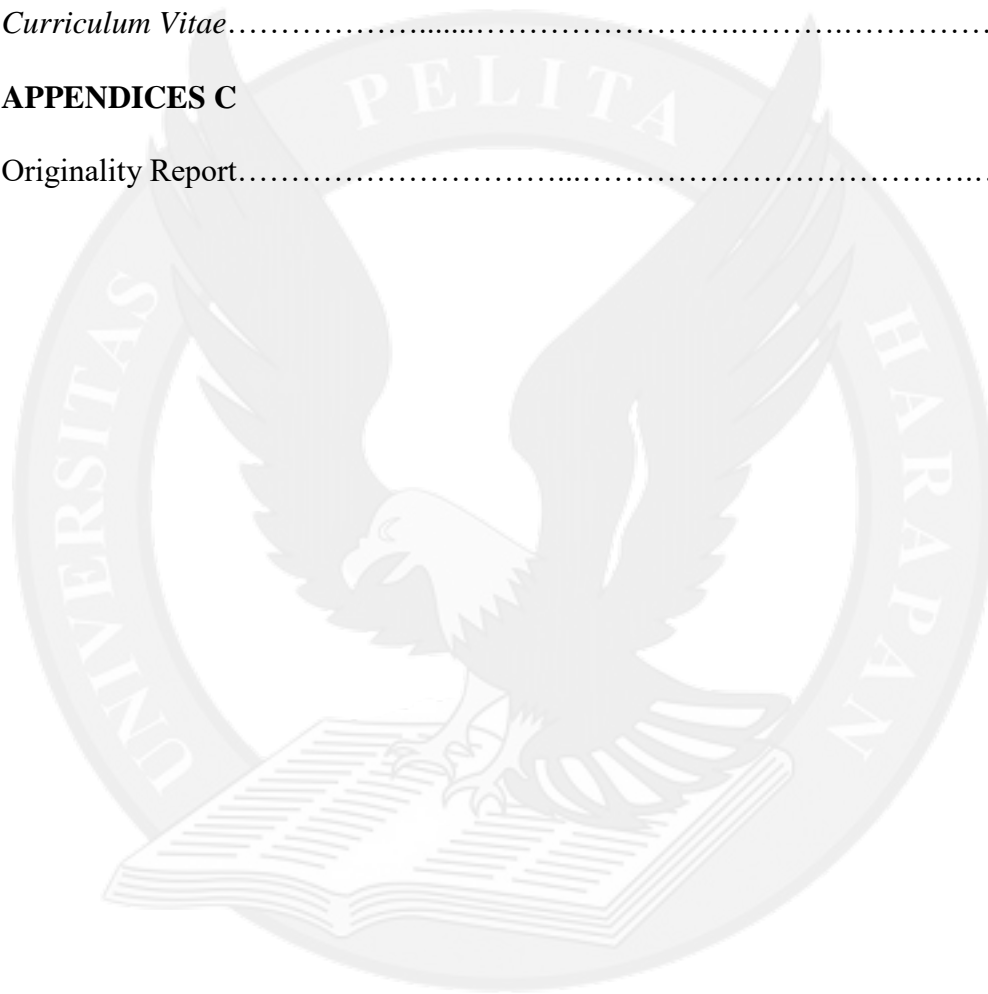 Curriculum Vitae………………......…………………….……….……………
APPENDICES C
Originality Report…………………………...……………………………….…
UNIVERSITAS PELITA HARAPAN